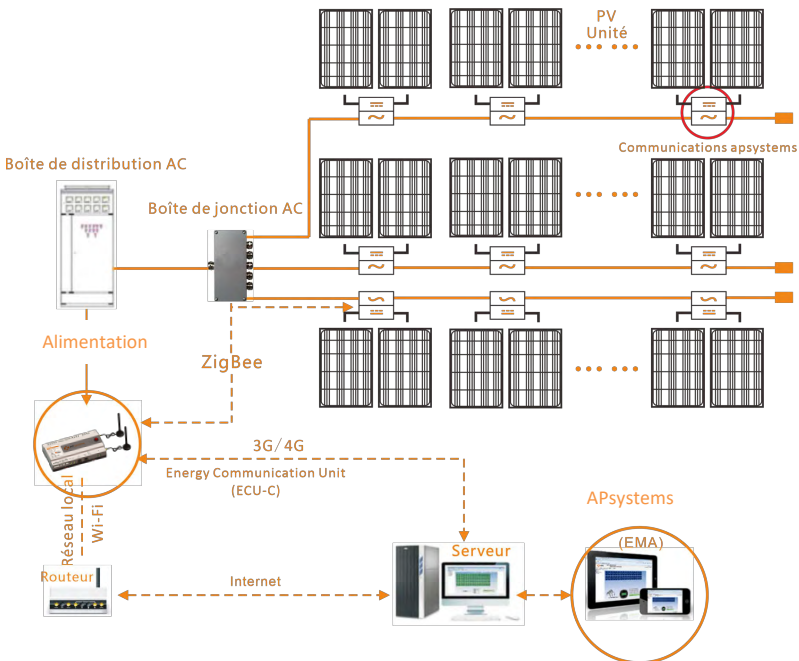 PV
Unité
Communications apsystems
Boîte de distribution AC
Boîte de jonction AC
Alimentation
ZigBee
3G/4G
Energy Communication Unit
(ECU-C)
Réseau local
Wi-Fi
Routeur
Internet
Serveur
APsystems
(EMA)